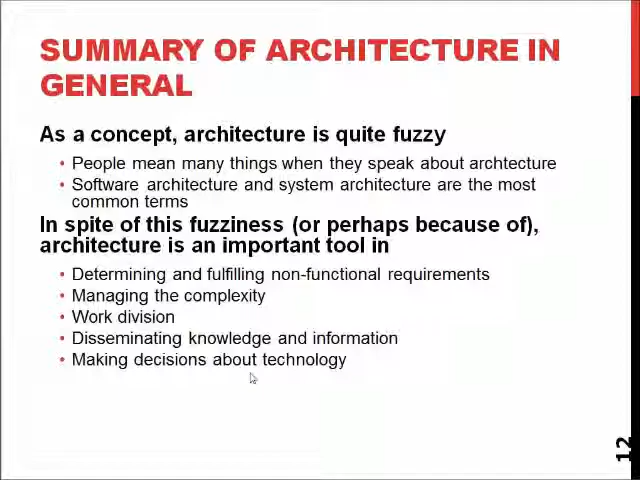 SUMMARY OF ARCHITECTURE IN
GENERAL
As a concept, architecture is quite fuzzy
• People mean many things when they speak about archtecture
• Software architecture and system architecture are the most
common terms
In spite of this fuzziness (or perhaps because of),
architecture is an important tool in
• Determining and fulfilling non-functional requirements
• Managing the complexity
• Work division
• Disseminating knowledge and information
• Making decisions about technology
12